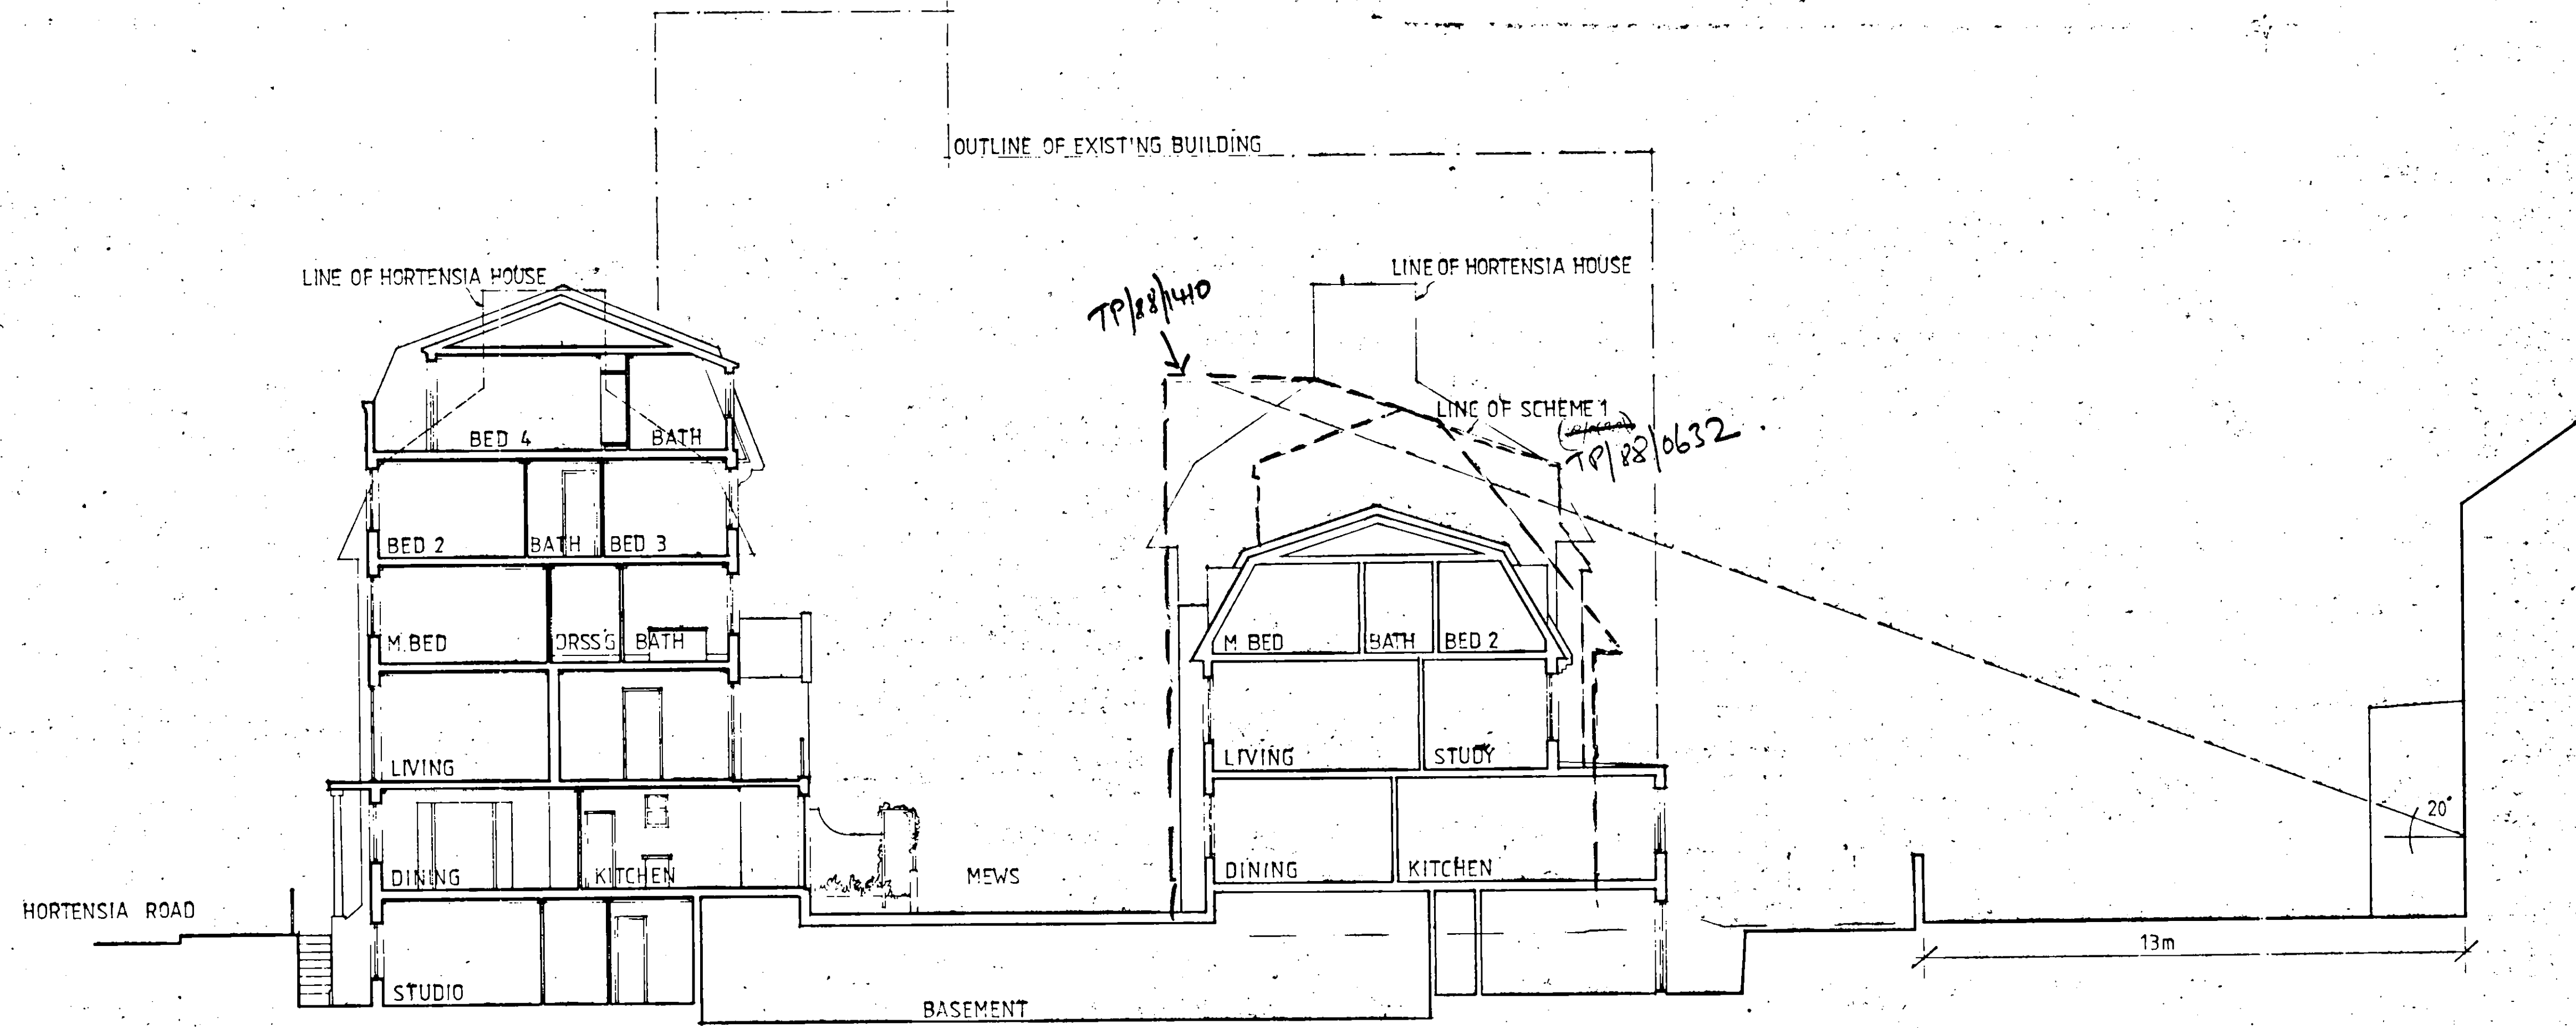 OUTLINE OF EXISTING BUILDING
LINE OF HORTENSIA HOUSE
LINE OF HORTENSIA HOUSE
TP/88/1410
LINE OF SCHEME 1
TP/88/0632
BED 4
BATH
BED 2
BATH
BED 3
M.BED
DRSS'G
BATH
M. BED
BATH
BED 2
LIVING
LIVING
STUDY
DINING
KITCHEN
MEWS
DINING
KITCHEN
20°
HORTENSIA ROAD
13m
STUDIO
BASEMENT